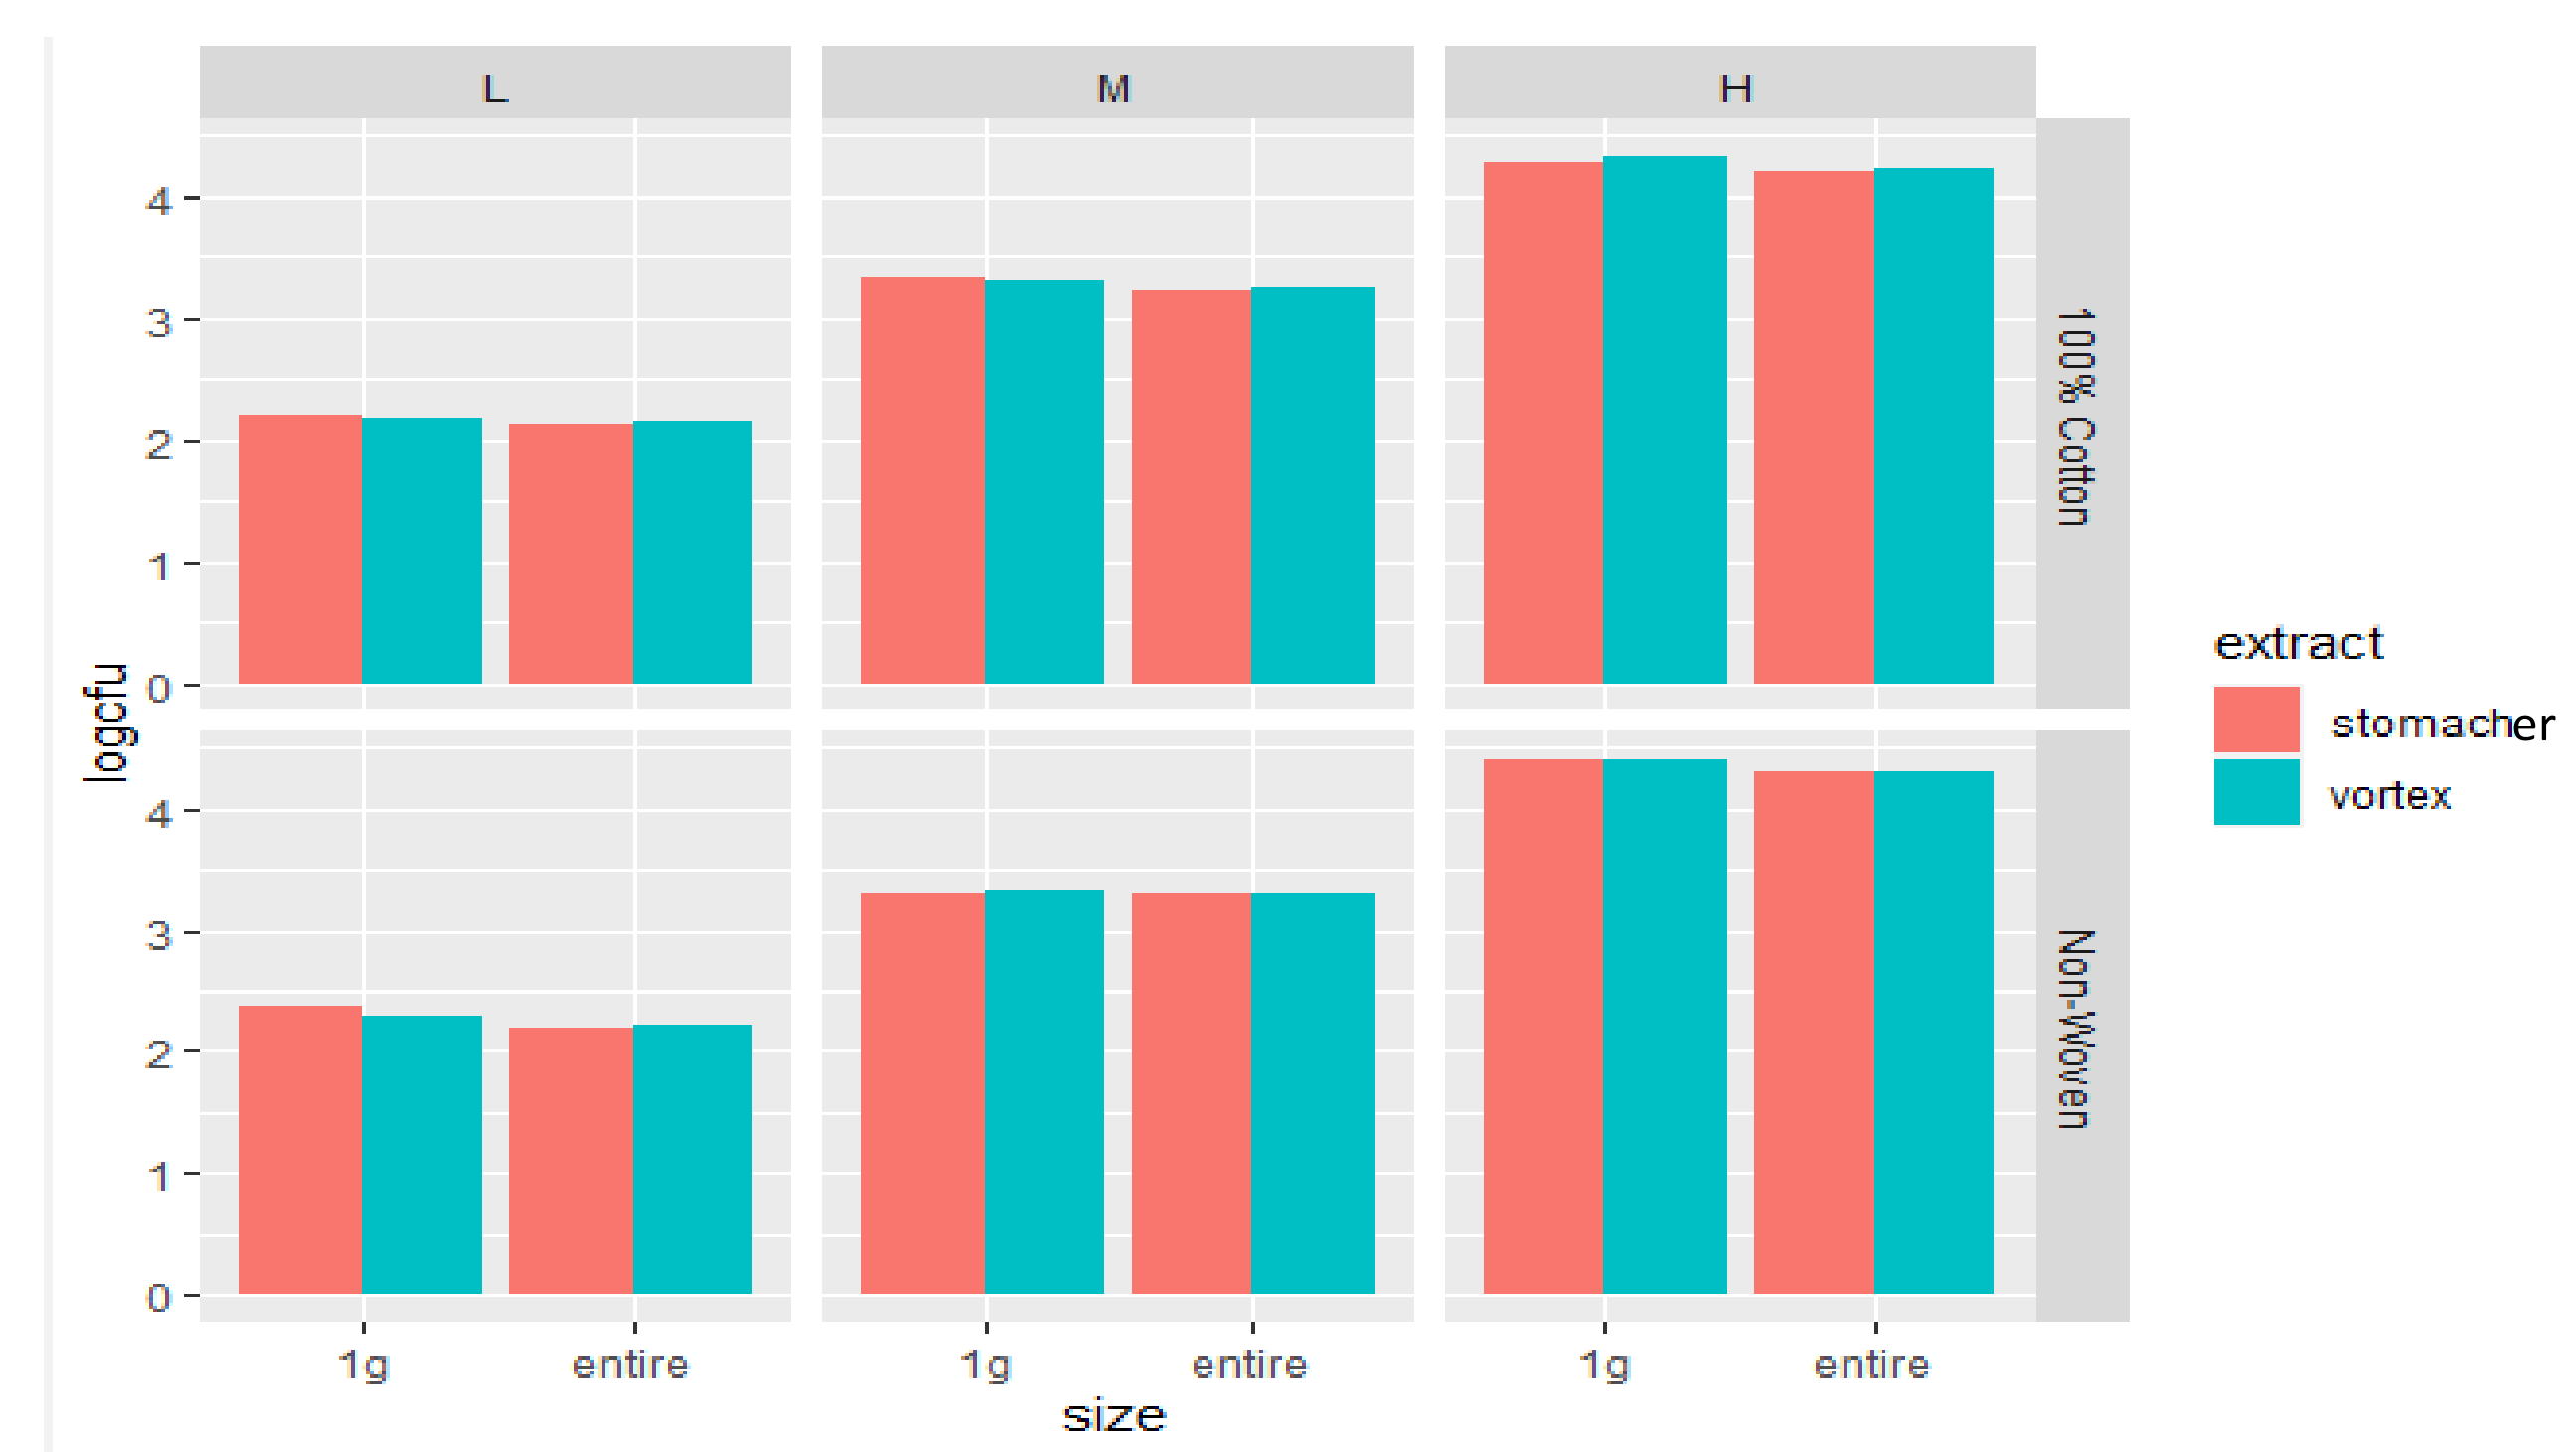 L
M
H
4
3
2
1
0
100% Cotton
4
3
2
1
0
Non-Woven
logcfu
1g
entire
1g
entire
1g
entire
size
extract
stomacher
vortex